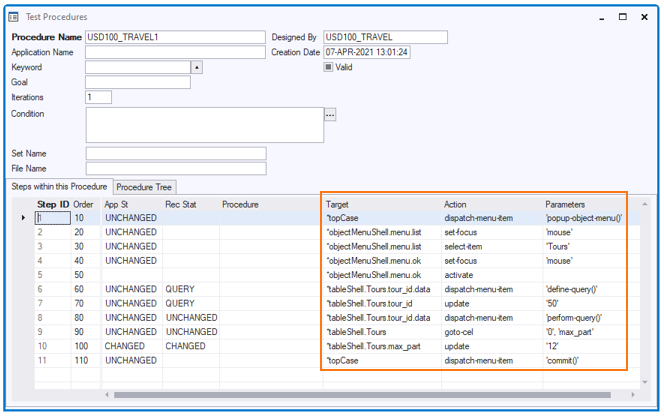 Test Procedures
Procedure Name USD100_TRAVEL1 Designed By USD100_TRAVEL
Application Name Creation Date 07-APR-2021 13:01:24
Keyword Valid
Goal
Iterations 1
Condition ...
Set Name
File Name
Steps within this Procedure Procedure Tree
Step ID Order App St Rec Stat Procedure Target Action Parameters
1 10 UNCHANGED *topCase dispatch-menu-item 'popup-object-menu()'
2 20 UNCHANGED *objectMenuShell.menu.list set-focus 'mouse'
3 30 UNCHANGED *objectMenuShell.menu.list select-item 'Tours'
4 40 UNCHANGED *objectMenuShell.menu.ok set-focus 'mouse'
5 50 *objectMenuShell.menu.ok activate
6 60 UNCHANGED QUERY *tableShell.Tours.tour_id.data dispatch-menu-item 'define-query()'
7 70 UNCHANGED QUERY *tableShell.Tours.tour_id update '50'
8 80 UNCHANGED UNCHANGED *tableShell.Tours.tour_id.data dispatch-menu-item 'perform-query()'
9 90 UNCHANGED UNCHANGED *tableShell.Tours goto-cel '0', 'max_part'
10 100 CHANGED CHANGED *tableShell.Tours.max_part update '12'
11 110 UNCHANGED *topCase dispatch-menu-item 'commit()'